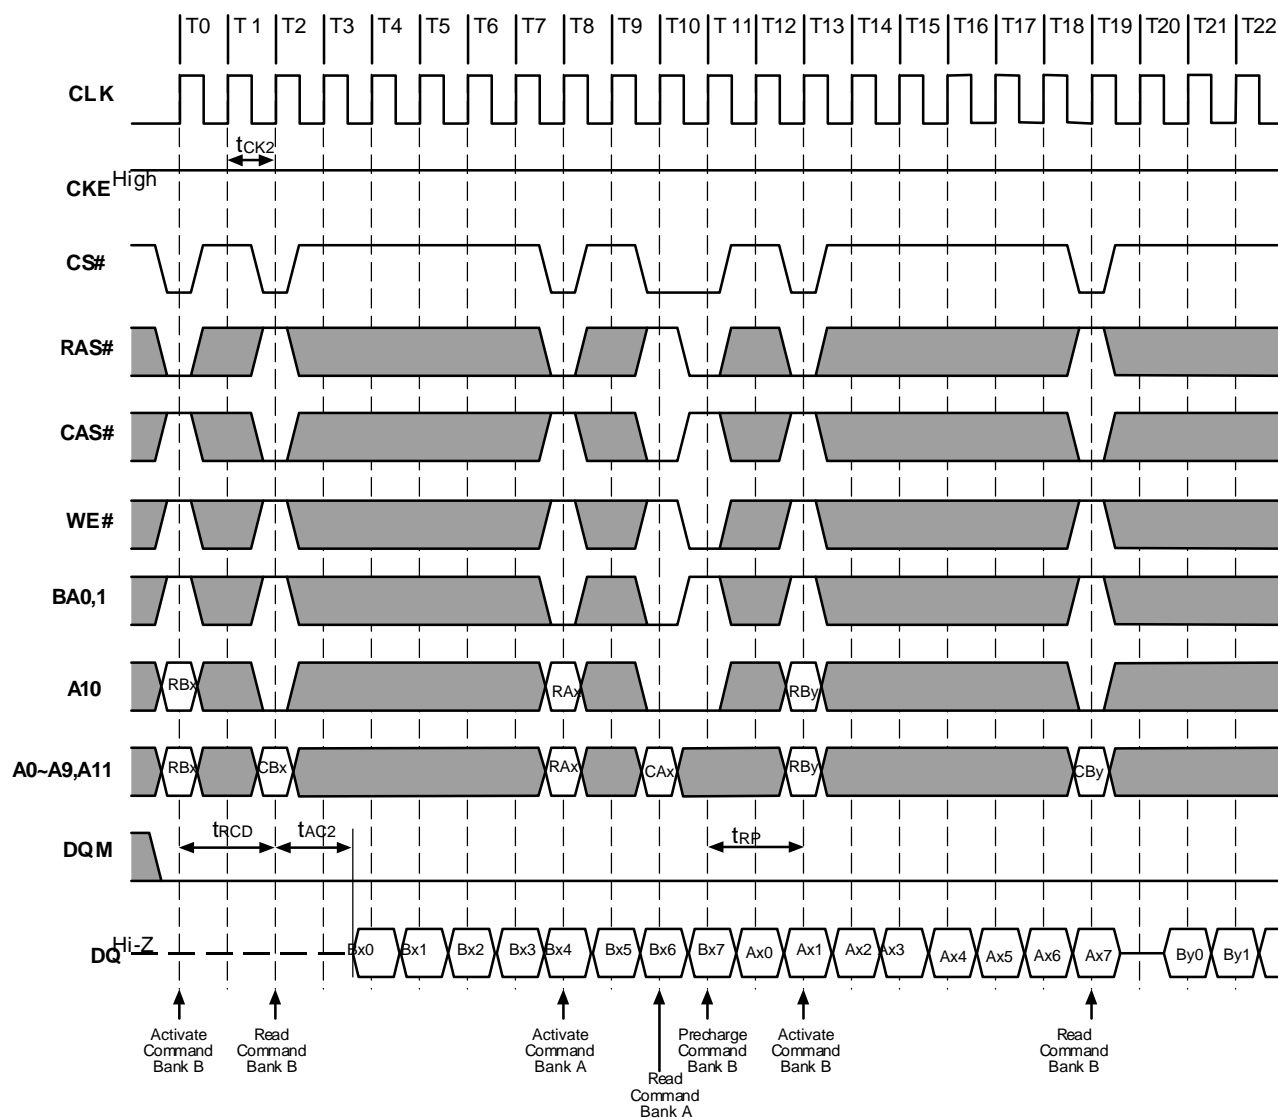 T0 T 1 T2 T3 T4 T5 T6 T7 T8 T9 T10 T 11 T12 T13 T14 T15 T16 T17 T18 T19 T20 T21 T22
CLK
tCK2
High
CKE
CS#
RAS#
CAS#
WE#
BA0,1
A10
RBx RAx RBy
A0~A9,A11
RBx CBx RAx CAx RBy CBy
tRCD tAC2 tRP
DQM
Hi-Z
DQ
Bx0 Bx1 Bx2 Bx3 Bx4 Bx5 Bx6 Bx7 Ax0 Ax1 Ax2 Ax3 Ax4 Ax5 Ax6 Ax7 By0 By1
Activate
Command
Bank B
Read
Command
Bank B
Activate
Command
Bank A
Read
Command
Bank A
Precharge
Command
Bank B
Activate
Command
Bank B
Read
Command
Bank B